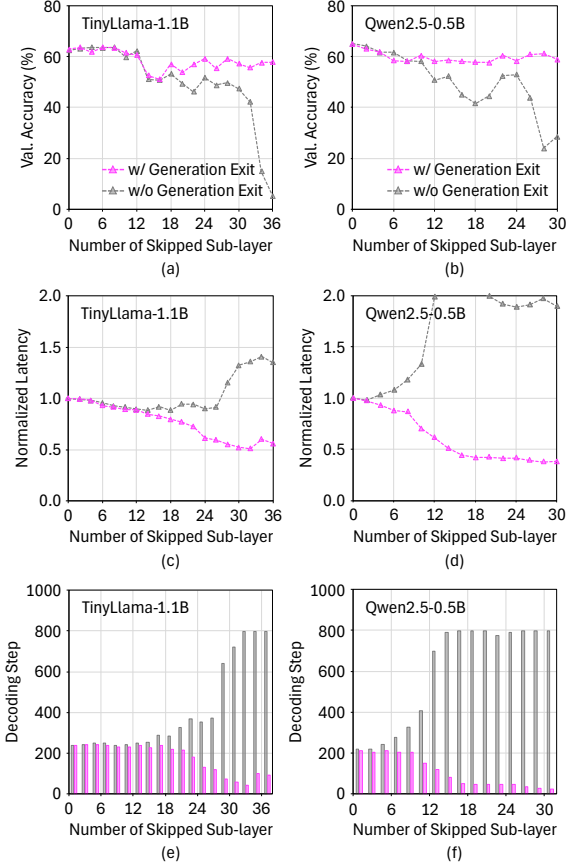 TinyLlama-1.1B
80
60
40
20
0
Val. Accuracy (%)
w/ Generation Exit
w/o Generation Exit
0 6 12 18 24 30 36
Number of Skipped Sub-layer
(a)
Qwen2.5-0.5B
80
60
40
20
0
Val. Accuracy (%)
w/ Generation Exit
w/o Generation Exit
0 6 12 18 24 30
Number of Skipped Sub-layer
(b)
TinyLlama-1.1B
2.0
1.5
1.0
0.5
0.0
Normalized Latency
0 6 12 18 24 30 36
Number of Skipped Sub-layer
(c)
Qwen2.5-0.5B
2.0
1.5
1.0
0.5
0.0
Normalized Latency
0 6 12 18 24 30
Number of Skipped Sub-layer
(d)
TinyLlama-1.1B
1000
800
600
400
200
0
Decoding Step
0 6 12 18 24 30 36
Number of Skipped Sub-layer
(e)
Qwen2.5-0.5B
1000
800
600
400
200
0
Decoding Step
0 6 12 18 24 30
Number of Skipped Sub-layer
(f)